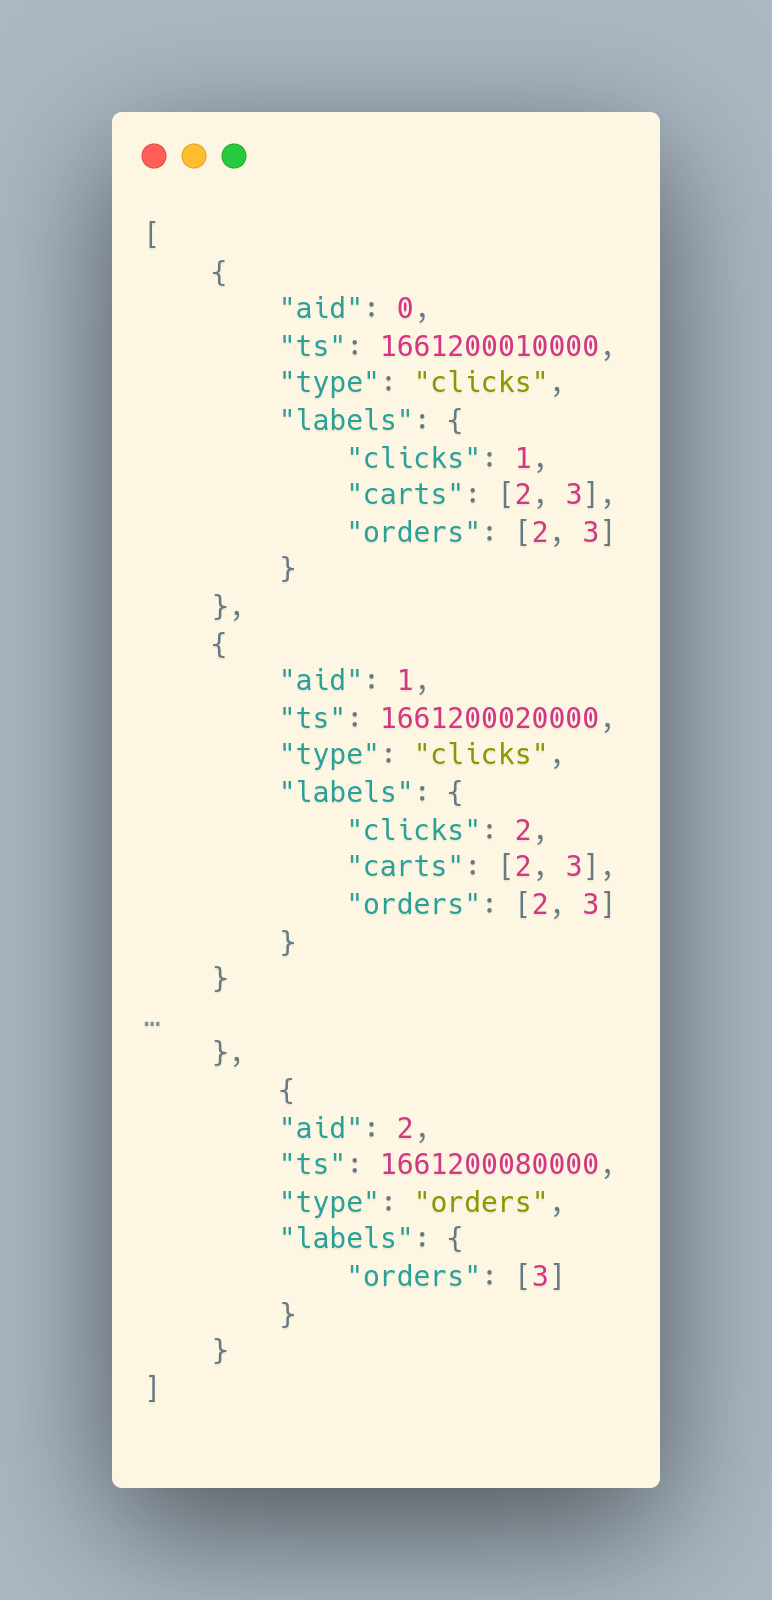 [
    {
        "aid": 0,
        "ts": 1661200010000,
        "type": "clicks",
        "labels": {
            "clicks": 1,
            "carts": [2, 3],
            "orders": [2, 3]
        }
    },
    {
        "aid": 1,
        "ts": 1661200020000,
        "type": "clicks",
        "labels": {
            "clicks": 2,
            "carts": [2, 3],
            "orders": [2, 3]
        }
    }
…
    },
        {
        "aid": 2,
        "ts": 1661200080000,
        "type": "orders",
        "labels": {
            "orders": [3]
        }
    }
]